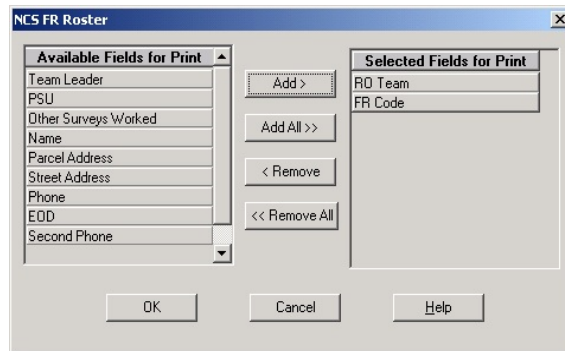 NCS FR Roster
Available Fields for Print
Team Leader
PSU
Other Surveys Worked
Name
Parcel Address
Street Address
Phone
EOD
Second Phone
Add >
Add All >>
< Remove
<< Remove All
Selected Fields for Print
RO Team
FR Code
OK
Cancel
Help